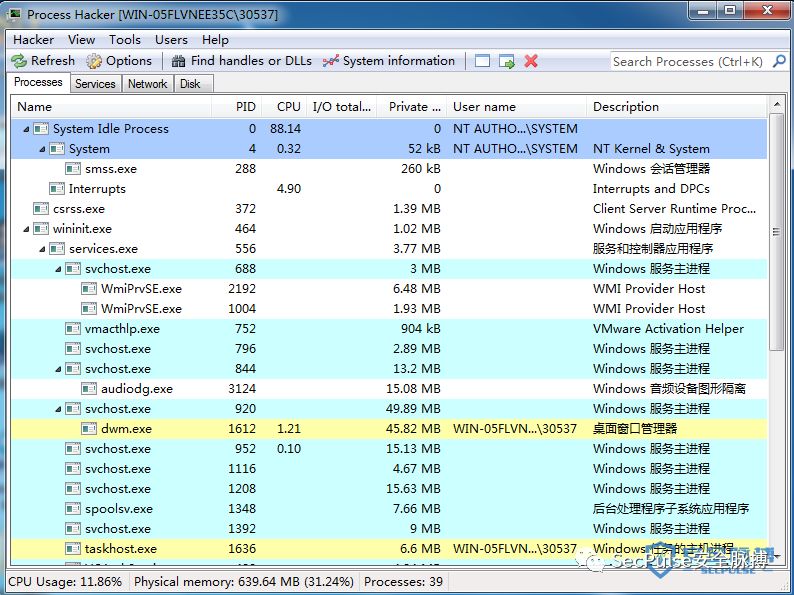 Process Hacker [WIN-05FLVNEE35C\30537]
Hacker View Tools Users Help
Refresh Options Find handles or DLLs System information Search Processes (Ctrl+K)
Processes Services Network Disk
Name PID CPU I/O total... Private ... User name Description
System Idle Process 0 88.14 0 NT AUTHO...\SYSTEM
System 4 0.32 52 kB NT AUTHO...\SYSTEM NT Kernel & System
smss.exe 288 260 kB Windows 会话管理器
Interrupts 4.90 0 Interrupts and DPCs
csrss.exe 372 1.39 MB Client Server Runtime Proc...
wininit.exe 464 1.02 MB Windows 启动应用程序
services.exe 556 3.77 MB 服务和控制器应用程序
svchost.exe 688 3 MB Windows 服务主进程
WmiPrvSE.exe 2192 6.48 MB WMI Provider Host
WmiPrvSE.exe 1004 1.93 MB WMI Provider Host
vmacthlp.exe 752 904 kB VMware Activation Helper
svchost.exe 796 2.89 MB Windows 服务主进程
svchost.exe 844 13.2 MB Windows 服务主进程
audiodg.exe 3124 15.08 MB Windows 音频设备图形隔离
svchost.exe 920 49.89 MB Windows 服务主进程
dwm.exe 1612 1.21 45.82 MB WIN-05FLVN...\30537 桌面窗口管理器
svchost.exe 952 0.10 15.13 MB Windows 服务主进程
svchost.exe 1116 4.67 MB Windows 服务主进程
svchost.exe 1208 15.63 MB Windows 服务主进程
spoolsv.exe 1348 7.66 MB 后台处理程序子系统应用程序
svchost.exe 1392 9 MB Windows 服务主进程
taskhost.exe 1636 6.6 MB WIN-05FLVN...\30537 Windows 任务的主机进程
SecPulse安全脉搏
CPU Usage: 11.86% Physical memory: 639.64 MB (31.24%) Processes: 39